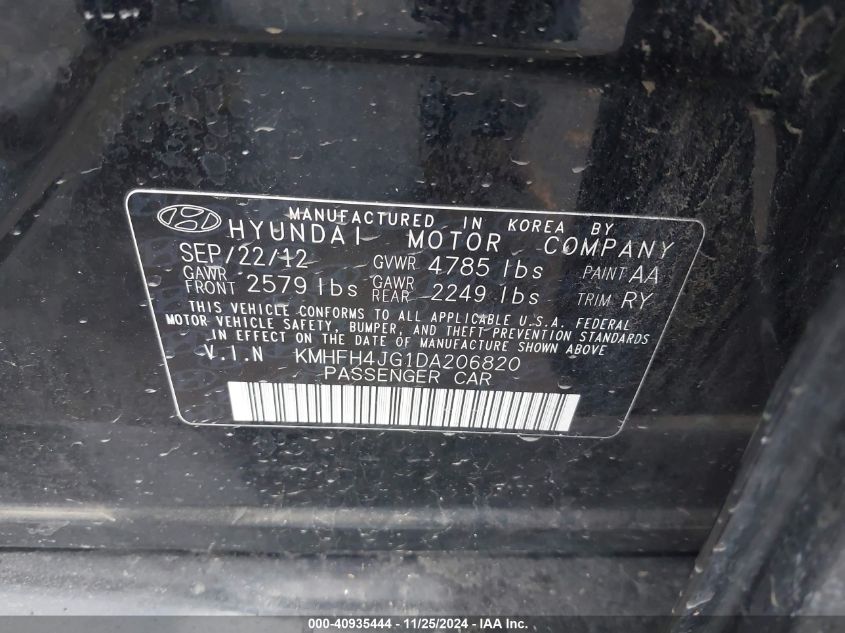 MANUFACTURED IN KOREA BY
HYUNDAI MOTOR COMPANY
SEP/22/12 GVWR 4785 lbs PAINT AA
GAWR FRONT 2579 lbs GAWR REAR 2249 lbs TRIM RY
THIS VEHICLE CONFORMS TO ALL APPLICABLE U.S.A. FEDERAL
MOTOR VEHICLE SAFETY, BUMPER, AND THEFT PREVENTION STANDARDS
IN EFFECT ON THE DATE OF MANUFACTURE SHOWN ABOVE
V.I.N KMHFH4JG1DA206820
PASSENGER CAR
000-40935444 - 11/25/2024 - IAA Inc.